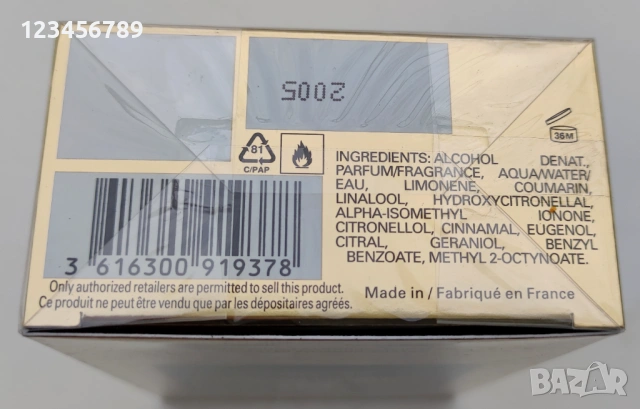 123456789
2005
36M
81
C/PAP
INGREDIENTS: ALCOHOL DENAT.,
PARFUM/FRAGRANCE, AQUA/WATER/
EAU, LIMONENE, COUMARIN,
LINALOOL, HYDROXYCITRONELLAL,
ALPHA-ISOMETHYL IONONE,
CITRONELLOL, CINNAMAL, EUGENOL,
CITRAL, GERANIOL, BENZYL
BENZOATE, METHYL 2-OCTYNOATE.
3 616300 919378
Only authorized retailers are permitted to sell this product.
Ce produit ne peut être vendu que par les dépositaires agréés.
Made in / Fabriqué en France
BAZAR